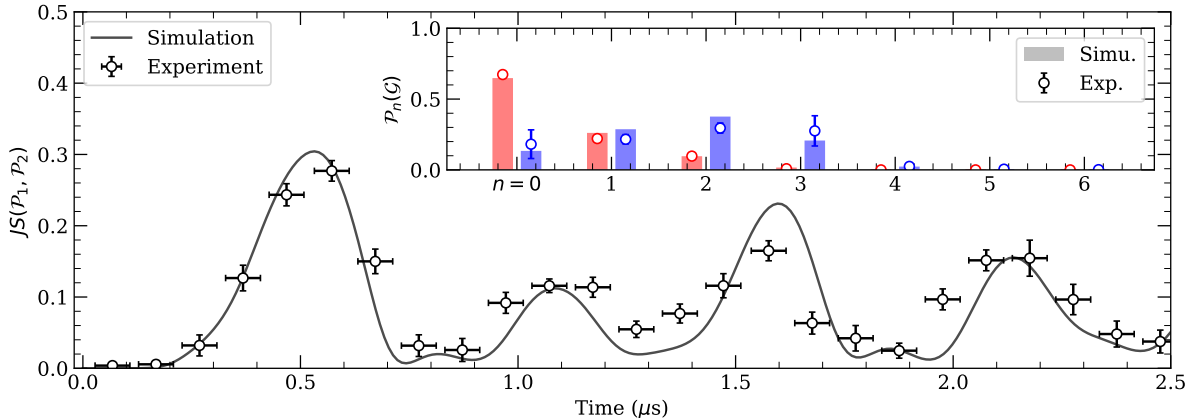 0.5
0.4
0.3
0.2
0.1
0.0
JS(𝒫₁, 𝒫₂)
Simulation
Experiment
1.0
0.5
0.0
𝒫ₙ(𝒢)
Simu.
Exp.
n = 0 1 2 3 4 5 6
0.0 0.5 1.0 1.5 2.0 2.5
Time (μs)